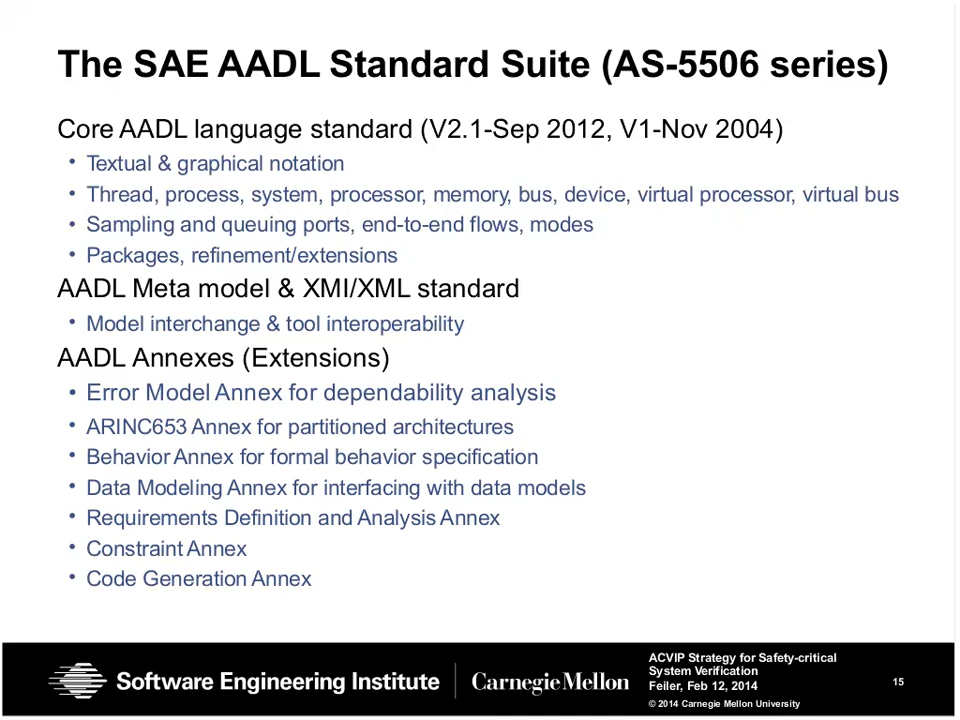 The SAE AADL Standard Suite (AS-5506 series)
Core AADL language standard (V2.1-Sep 2012, V1-Nov 2004)
• Textual & graphical notation
• Thread, process, system, processor, memory, bus, device, virtual processor, virtual bus
• Sampling and queuing ports, end-to-end flows, modes
• Packages, refinement/extensions
AADL Meta model & XMI/XML standard
• Model interchange & tool interoperability
AADL Annexes (Extensions)
• Error Model Annex for dependability analysis
• ARINC653 Annex for partitioned architectures
• Behavior Annex for formal behavior specification
• Data Modeling Annex for interfacing with data models
• Requirements Definition and Analysis Annex
• Constraint Annex
• Code Generation Annex
Software Engineering Institute
Carnegie Mellon
ACVIP Strategy for Safety-critical
System Verification
Feiler, Feb 12, 2014
© 2014 Carnegie Mellon University
15